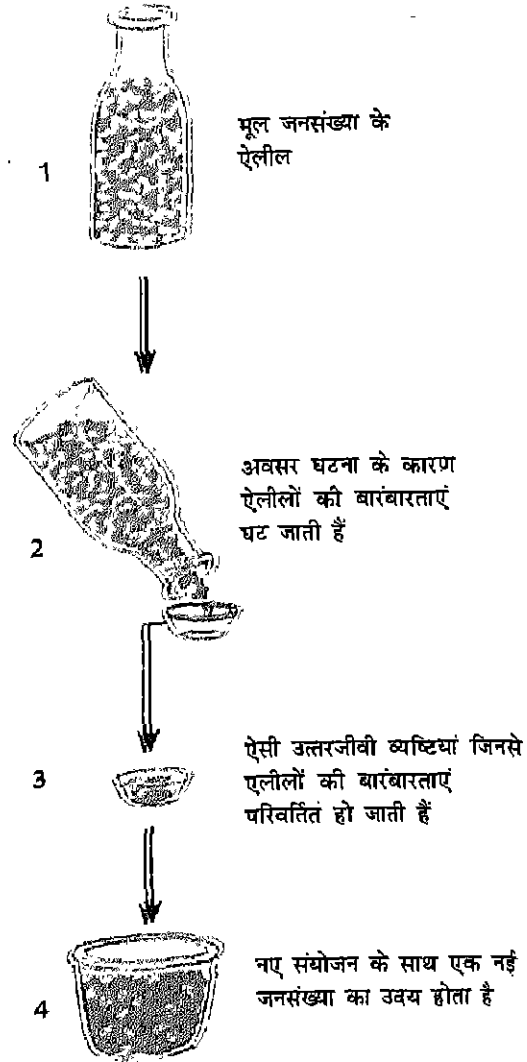 1
मूल जनसंख्या के
ऐलील
2
अवसर घटना के कारण
ऐलीलों की बारंबारताएं
घट जाती हैं
3
ऐसी उत्तरजीवी व्यष्टियां जिनसे
एलीलों की बारंबारताएं
परिवर्तित हो जाती हैं
4
नए संयोजन के साथ एक नई
जनसंख्या का उदय होता है